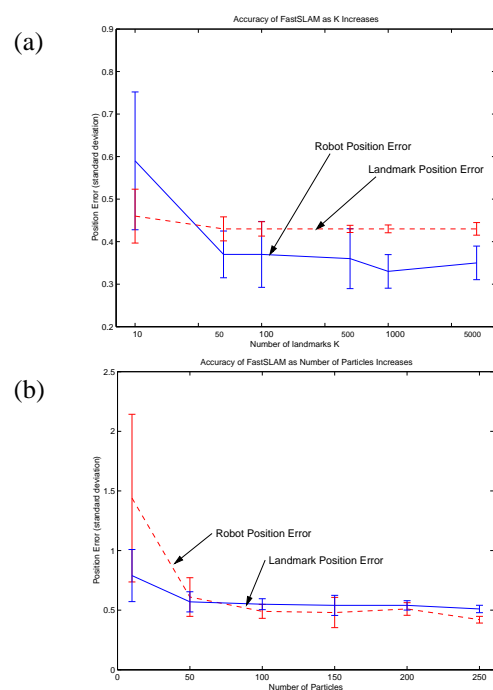 (a)
Accuracy of FastSLAM as K Increases
0.9
0.8
0.7
0.6
0.5
0.4
0.3
0.2
Position Error (standard deviation)
Robot Position Error
Landmark Position Error
10
50
100
500
1000
5000
Number of landmarks K
(b)
Accuracy of FastSLAM as Number of Particles Increases
2.5
2
1.5
1
0.5
0
Position Error (standard deviation)
Robot Position Error
Landmark Position Error
0
50
100
150
200
250
Number of Particles